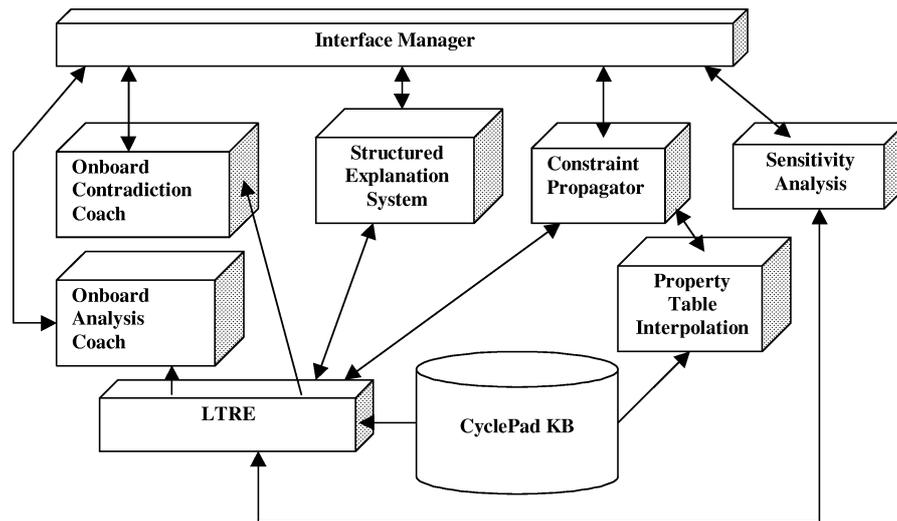 Interface Manager
Onboard
Contradiction
Coach
Structured
Explanation
System
Constraint
Propagator
Sensitivity
Analysis
Onboard
Analysis
Coach
Property
Table
Interpolation
LTRE
CyclePad KB